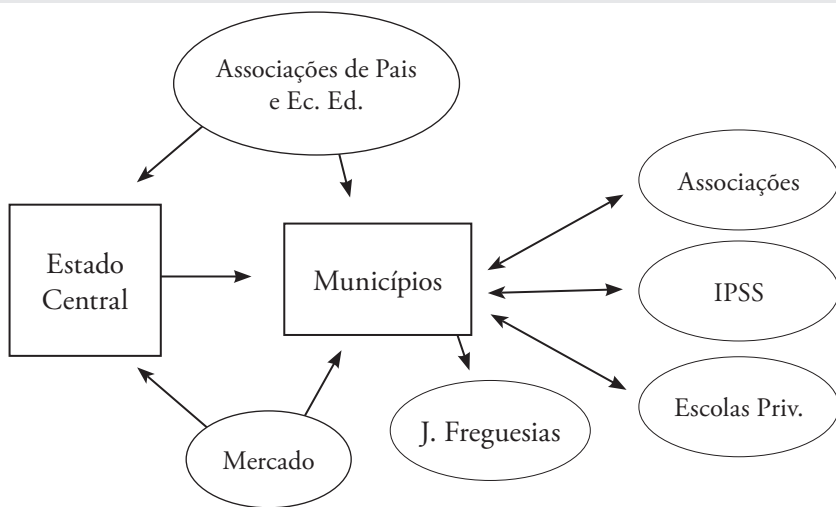 Associações de Pais
e Ec. Ed.
Associações
Estado
Central
Municípios
IPSS
Escolas Priv.
J. Freguesias
Mercado